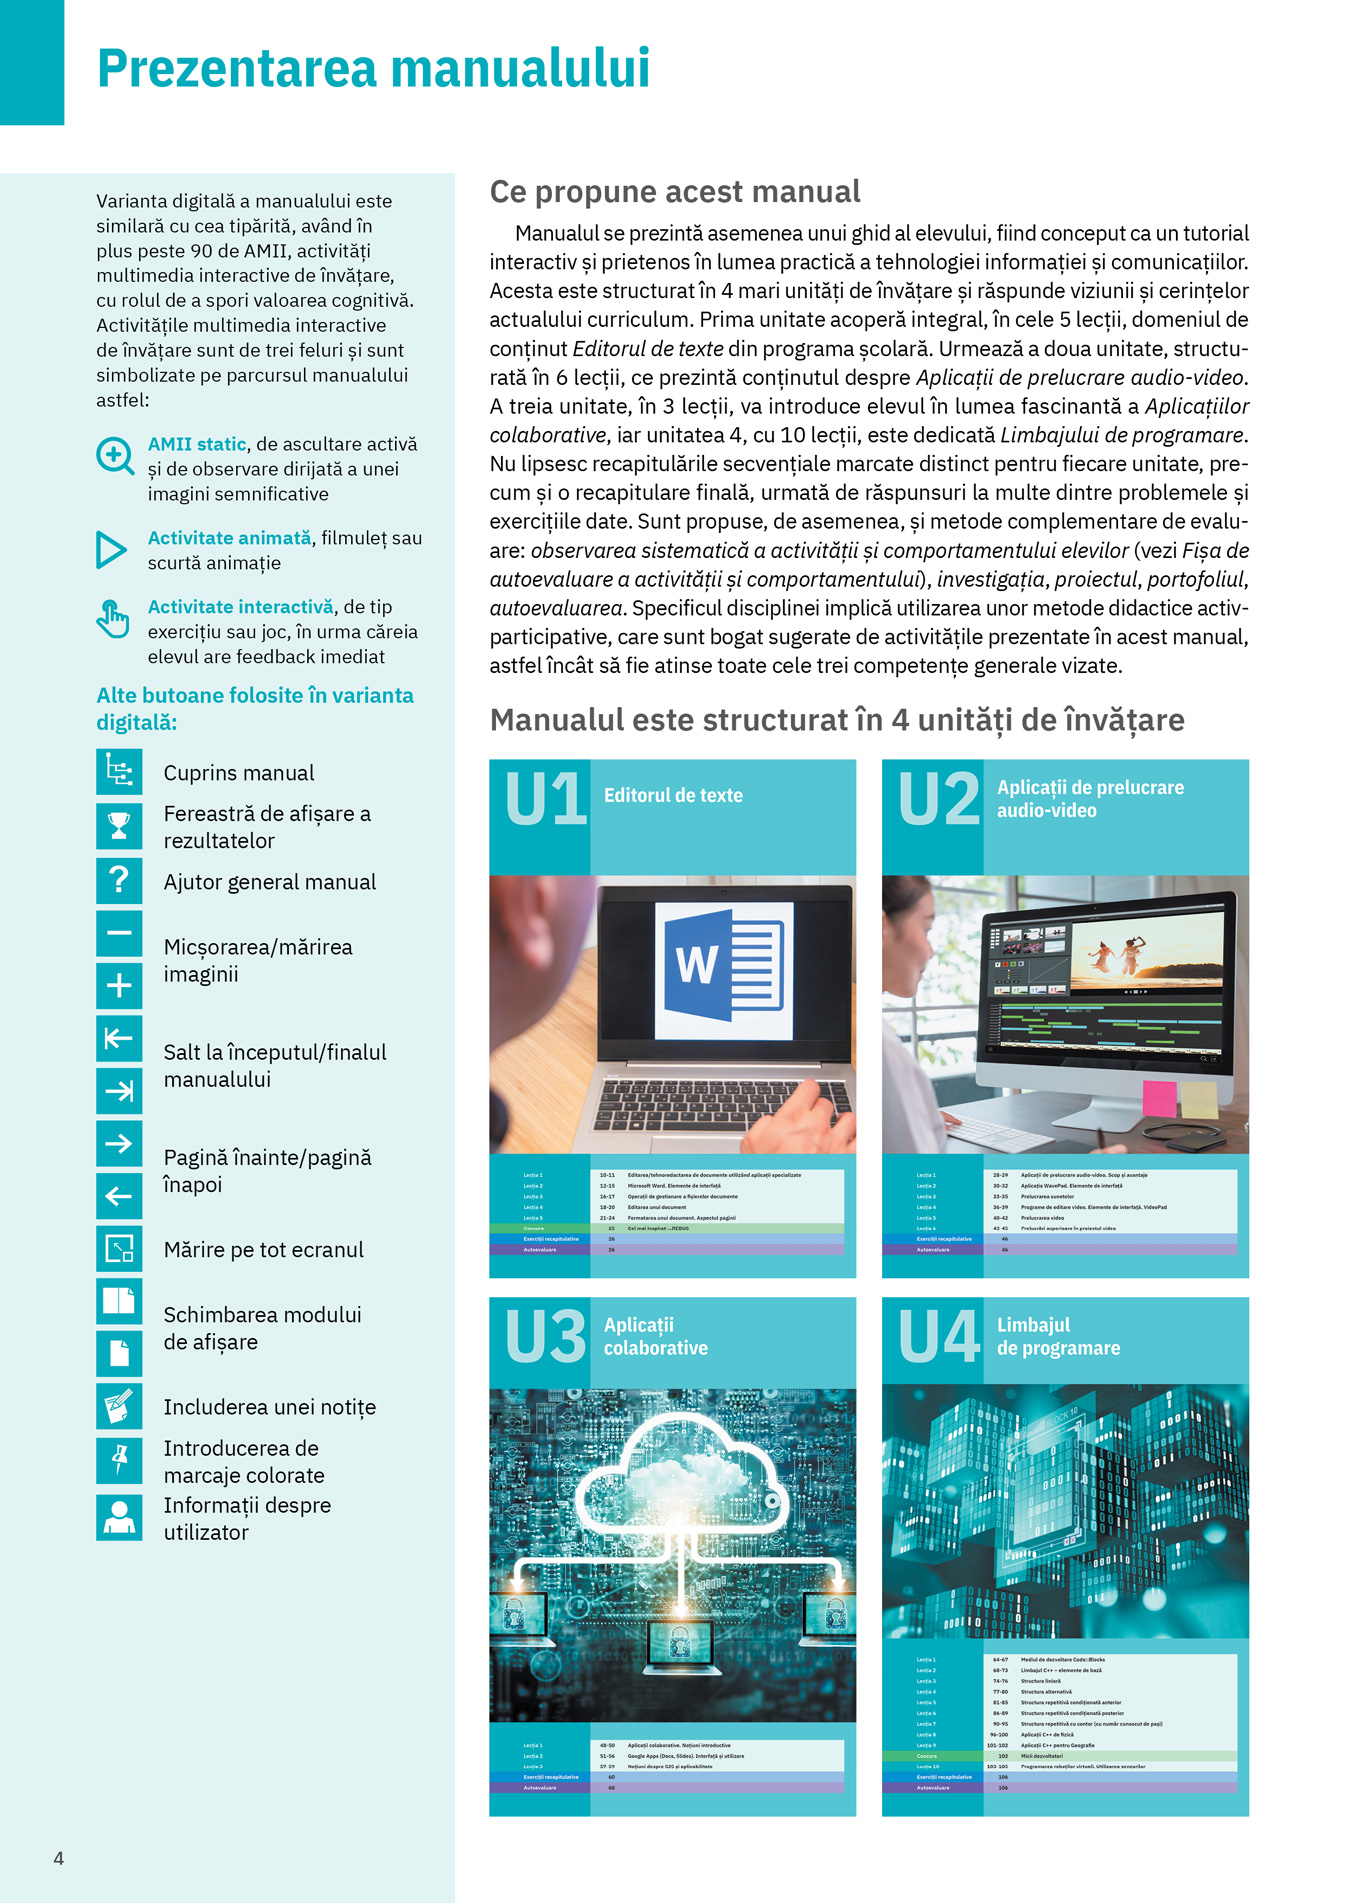 Prezentarea manualului
Varianta digitală a manualului este
similară cu cea tipărită, având în
plus peste 90 de AMII, activități
multimedia interactive de învățare,
cu rolul de a spori valoarea cognitivă.
Activitățile multimedia interactive
de învățare sunt de trei feluri și sunt
simbolizate pe parcursul manualului
astfel:
AMII static, de ascultare activă
și de observare dirijată a unei
imagini semnificative
Activitate animată, filmuleț sau
scurtă animație
Activitate interactivă, de tip
exercițiu sau joc, în urma căreia
elevul are feedback imediat
Alte butoane folosite în varianta
digitală:
Cuprins manual
Fereastră de afișare a
rezultatelor
?
Ajutor general manual
Micșorarea/mărirea
imaginii
Salt la începutul/finalul
manualului
Pagină înainte/pagină
înapoi
Mărire pe tot ecranul
Schimbarea modului
de afișare
Includerea unei notițe
Introducerea de
marcaje colorate
Informații despre
utilizator
4
Ce propune acest manual
Manualul se prezintă asemenea unui ghid al elevului, fiind conceput ca un tutorial
interactiv și prietenos în lumea practică a tehnologiei informației și comunicațiilor.
Acesta este structurat în 4 mari unități de învățare și răspunde viziunii și cerințelor
actualului curriculum. Prima unitate acoperă integral, în cele 5 lecții, domeniul de
conținut Editorul de texte din programa școlară. Urmează a doua unitate, structu-
rată în 6 lecții, ce prezintă conținutul despre Aplicații de prelucrare audio-video.
A treia unitate, în 3 lecții, va introduce elevul în lumea fascinantă a Aplicațiilor
colaborative, iar unitatea 4, cu 10 lecții, este dedicată Limbajului de programare.
Nu lipsesc recapitulările secvențiale marcate distinct pentru fiecare unitate, pre-
cum și o recapitulare finală, urmată de răspunsuri la multe dintre problemele și
exercițiile date. Sunt propuse, de asemenea, și metode complementare de evalu-
are: observarea sistematică a activității și comportamentului elevilor (vezi Fișa de
autoevaluare a activității și comportamentului), investigația, proiectul, portofoliul,
autoevaluarea. Specificul disciplinei implică utilizarea unor metode didactice activ-
participative, care sunt bogat sugerate de activitățile prezentate în acest manual,
astfel încât să fie atinse toate cele trei competențe generale vizate.
Manualul este structurat în 4 unități de învățare
U1 Editorul de texte
W
Lecția 1 10-11 Editarea/tehnoredactarea de documente utilizând aplicații specializate
Lecția 2 12-15 Microsoft Word. Elemente de interfață
Lecția 3 16-17 Operații de gestionare a fișierelor documente
Lecția 4 18-20 Editarea unui document
Lecția 5 21-24 Formatarea unui document. Aspectul paginii
Concurs 25 Cel mai inspirat
Exerciții recapitulative 26
Autoevaluare 26
U2 Aplicații de prelucrare
audio-video
Lecția 1 28-29 Aplicații de prelucrare audio-video. Scop și avantaje
Lecția 2 30-32 Aplicația WavePad. Elemente de interfață
Lecția 3 33-35 Prelucrarea sunetelor
Lecția 4 36-39 Programe de editare video. Elemente de interfață. VideoPad
Lecția 5 40-42 Prelucrarea video
Lecția 6 43-45 Prelucrări superioare în proiectul video
Exerciții recapitulative 46
Autoevaluare 46
U3 Aplicații
colaborative
Lecția 1 48-50 Aplicații colaborative. Noțiuni introductive
Lecția 2 51-56 Google Apps (Docs, Slides). Interfață și utilizare
Lecția 3 57-59 Noțiuni despre GIS și aplicabilitate
Exerciții recapitulative 60
Autoevaluare 60
U4 Limbajul
de programare
BLOCK 10
Lecția 1 64-67 Mediul de dezvoltare Code::Blocks
Lecția 2 68-73 Limbajul C++ – elemente de bază
Lecția 3 74-76 Structura liniară
Lecția 4 77-80 Structura alternativă
Lecția 5 81-85 Structura repetitivă condiționată anterior
Lecția 6 86-89 Structura repetitivă condiționată posterior
Lecția 7 90-95 Structura repetitivă cu contor (cu număr cunoscut de pași)
Lecția 8 96-100 Aplicații C++ de fizică
Lecția 9 101-102 Aplicații C++ pentru Geografie
Concurs 102 Micii dezvoltatori
Lecția 10 103-105 Programarea roboților virtuali. Utilizarea senzorilor
Exerciții recapitulative 106
Autoevaluare 106